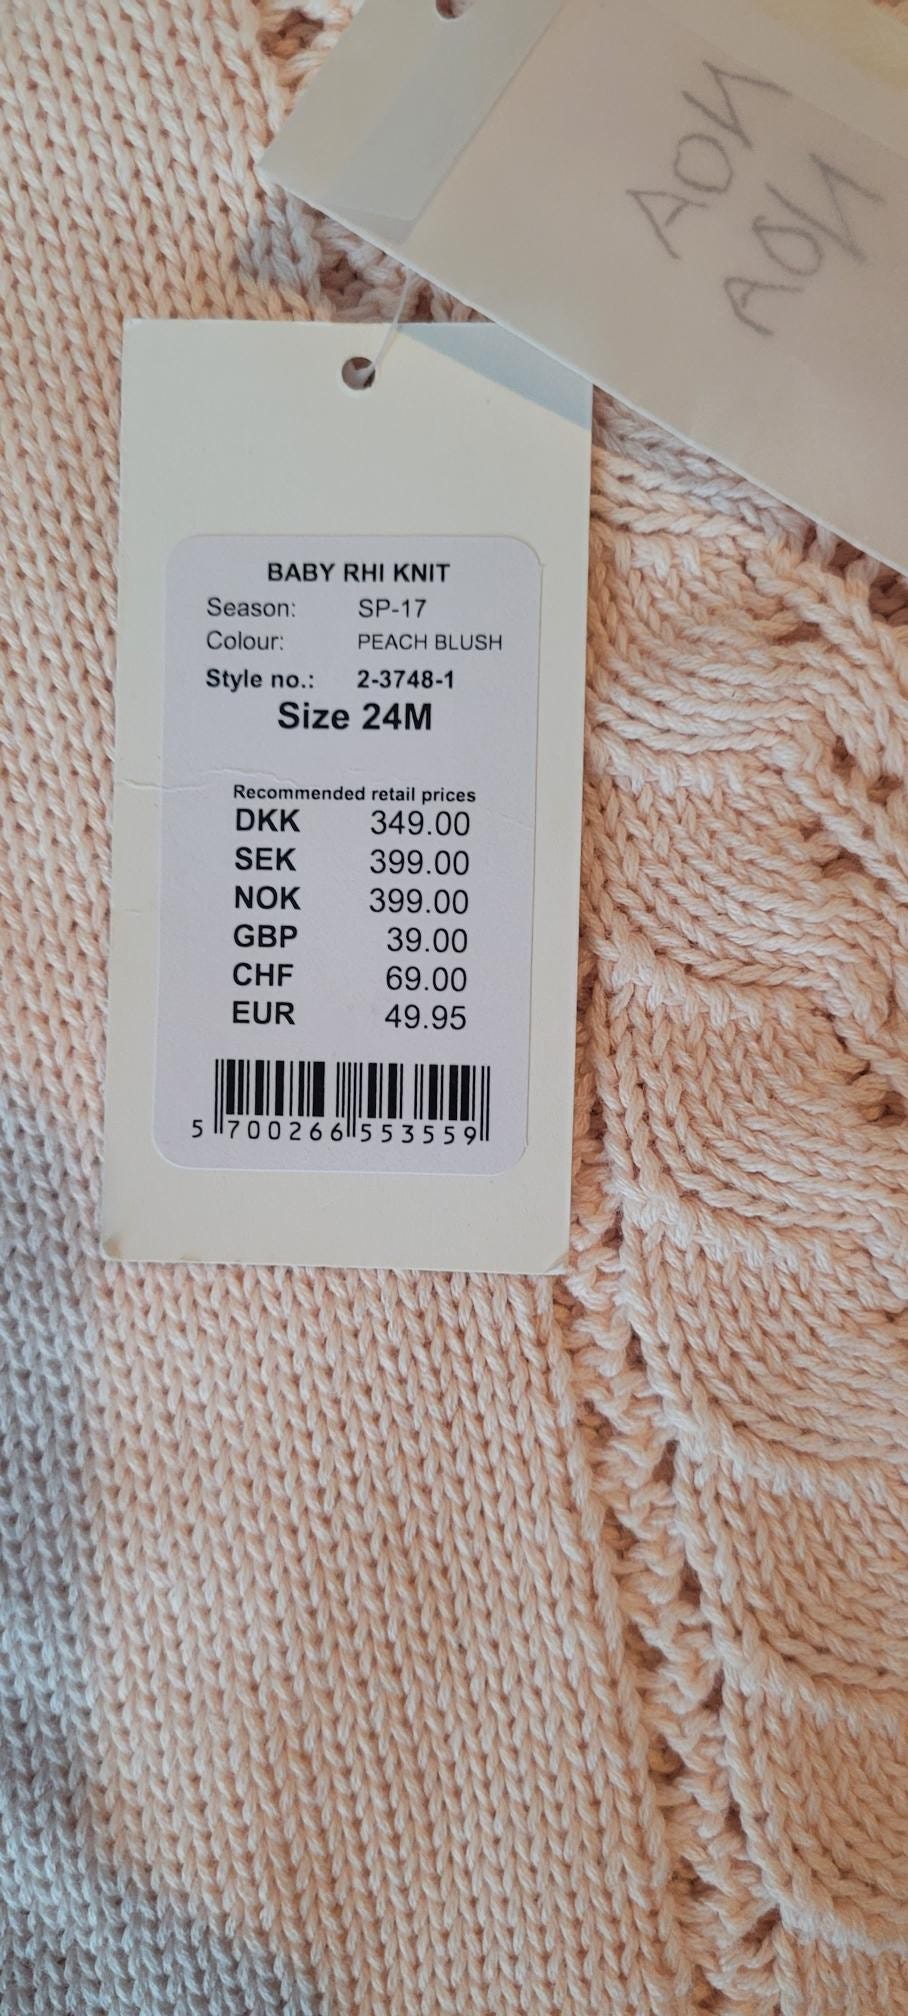 BABY RHI KNIT
Season: SP-17
Colour: PEACH BLUSH
Style no.: 2-3748-1
Size 24M
Recommended retail prices
DKK 349.00
SEK 399.00
NOK 399.00
GBP 39.00
CHF 69.00
EUR 49.95
5 700266 553559